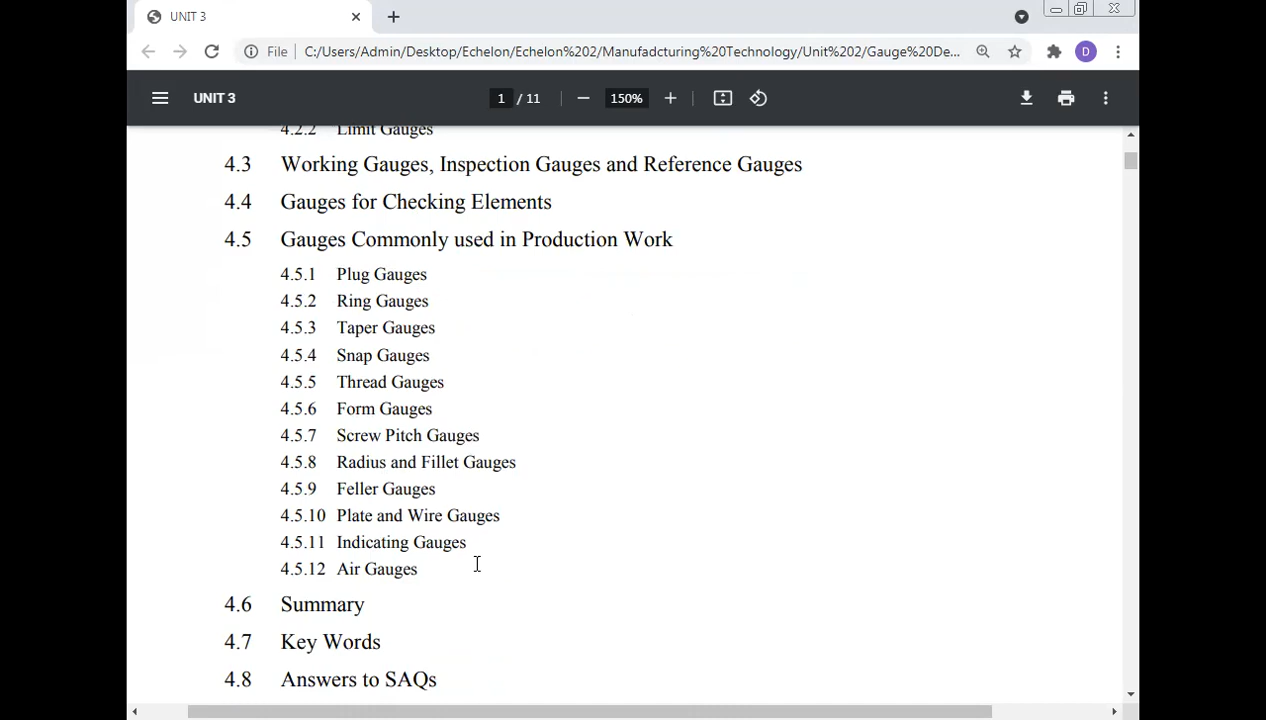 UNIT 3
File
C:/Users/Admin/Desktop/Echelon/Echelon%202/Manufadcturing%20Technology/Unit%202/Gauge%20De...
D
UNIT 3
1 / 11
150%
4.2.2 Limit Gauges
4.3 Working Gauges, Inspection Gauges and Reference Gauges
4.4 Gauges for Checking Elements
4.5 Gauges Commonly used in Production Work
4.5.1 Plug Gauges
4.5.2 Ring Gauges
4.5.3 Taper Gauges
4.5.4 Snap Gauges
4.5.5 Thread Gauges
4.5.6 Form Gauges
4.5.7 Screw Pitch Gauges
4.5.8 Radius and Fillet Gauges
4.5.9 Feller Gauges
4.5.10 Plate and Wire Gauges
4.5.11 Indicating Gauges
4.5.12 Air Gauges
4.6 Summary
4.7 Key Words
4.8 Answers to SAQs